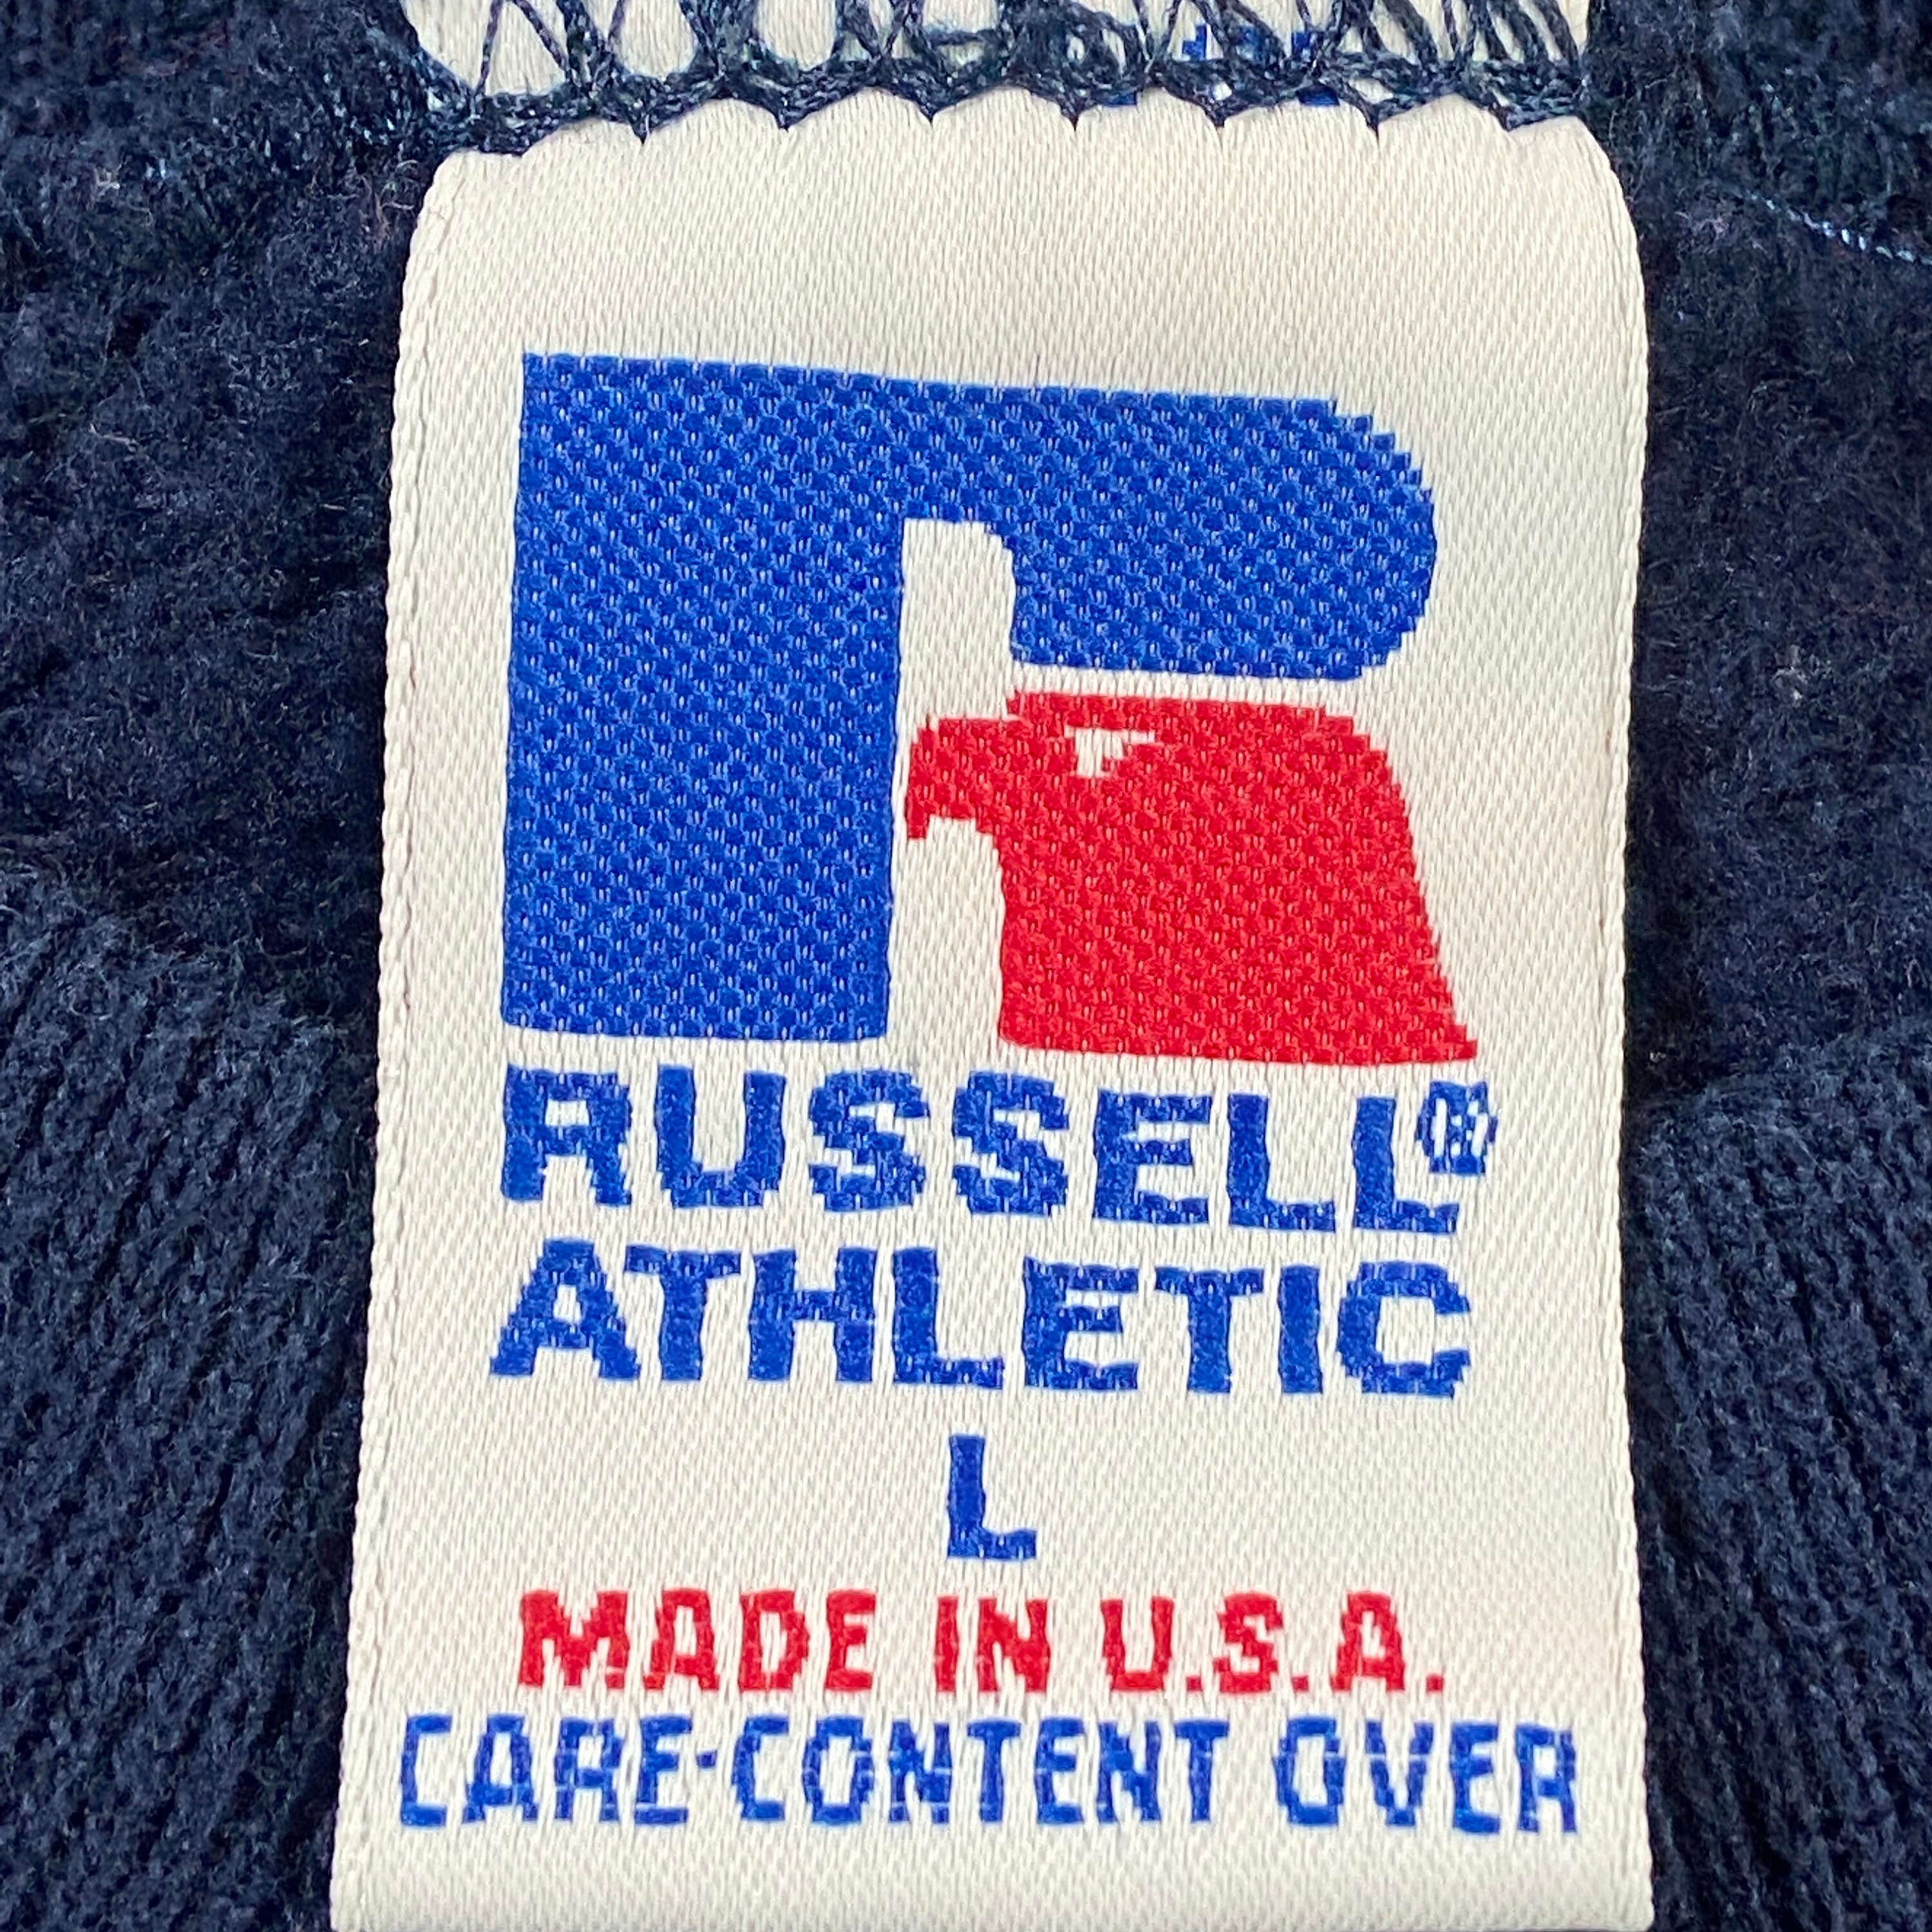 RUSSELL®
ATHLETIC
L
MADE IN U.S.A.
CARE·CONTENT OVER